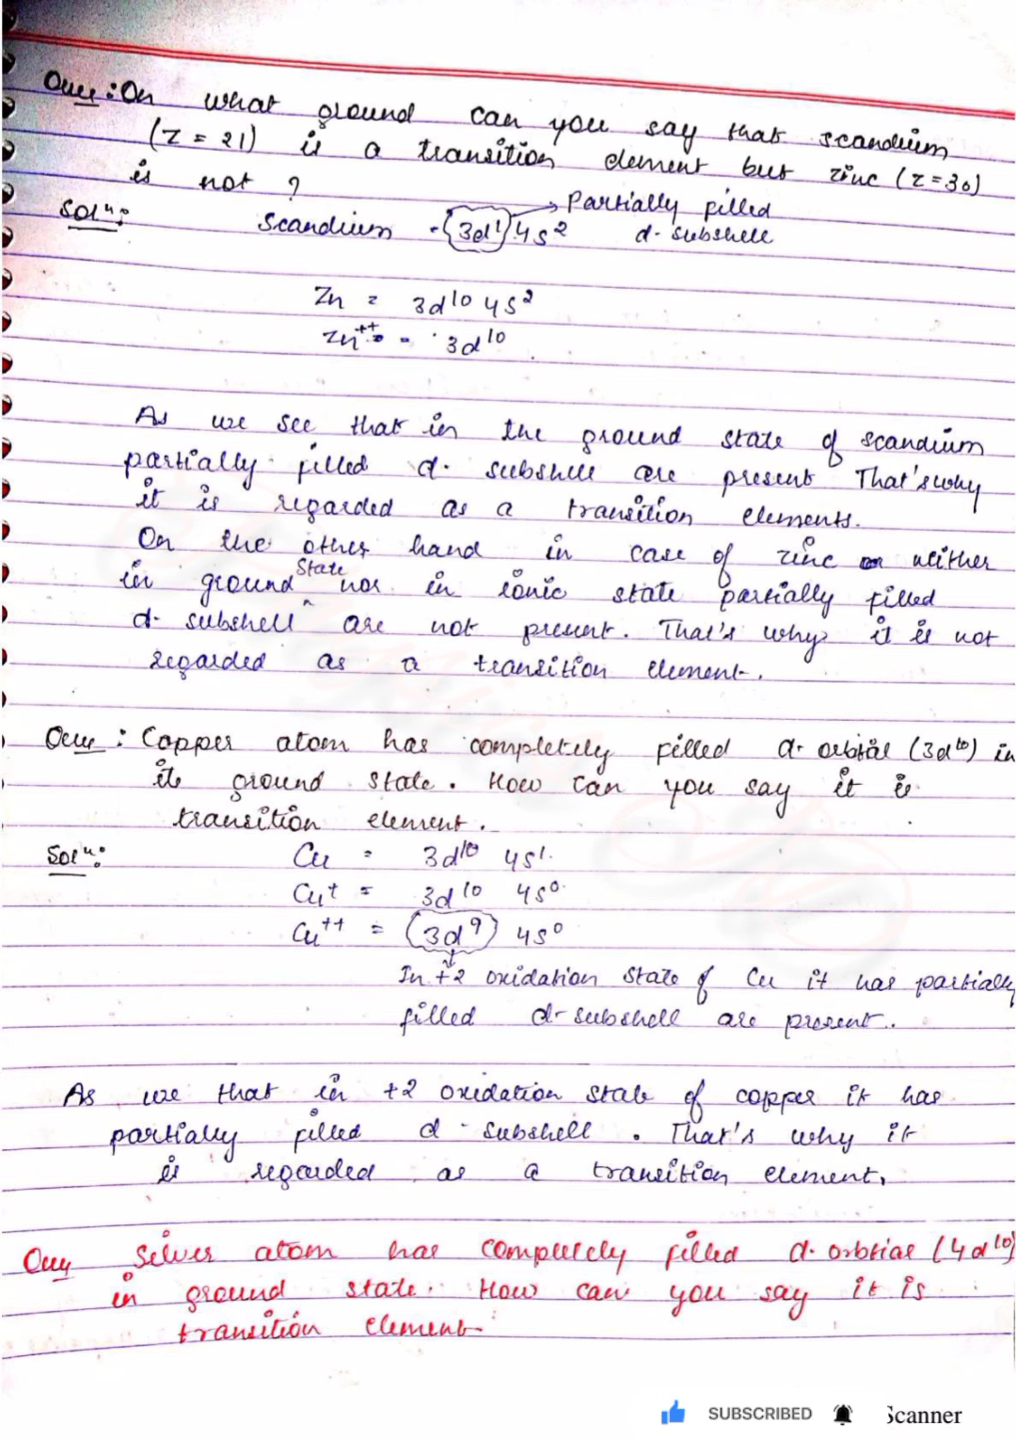 Ques: On what ground can you say that scandium
(Z = 21) is a transition element but zinc (z=30)
is not ?
Solⁿ: Scandium - (3d¹) 4s² → Partially filled
d- subshell
Zn = 3d¹⁰ 4s²
Zn⁺⁺ = 3d¹⁰
As we see that in the ground state of scandium
partially filled d- subshell are present That's why
it is regarded as a transition elements.
On the other hand in case of zinc neither
in ground State nor in ionic state partially filled
d- subshell are not present. That's why it is not
regarded as a transition element.
Ques: Copper atom has completely filled d- orbital (3d¹⁰) in
its ground state. How can you say it is
transition element.
Solⁿ: Cu = 3d¹⁰ 4s¹
Cu⁺ = 3d¹⁰ 4s⁰
Cu⁺⁺ = (3d⁹) 4s⁰
In +2 oxidation state of Cu it has partially
filled d- subshell are present.
As we that in +2 oxidation state of copper it has
partially filled d - subshell . That's why it
is regarded as a transition element,
Ques Silver atom has completely filled d- orbital (4d¹⁰)
in ground state. How can you say it is
transition element
SUBSCRIBED Scanner